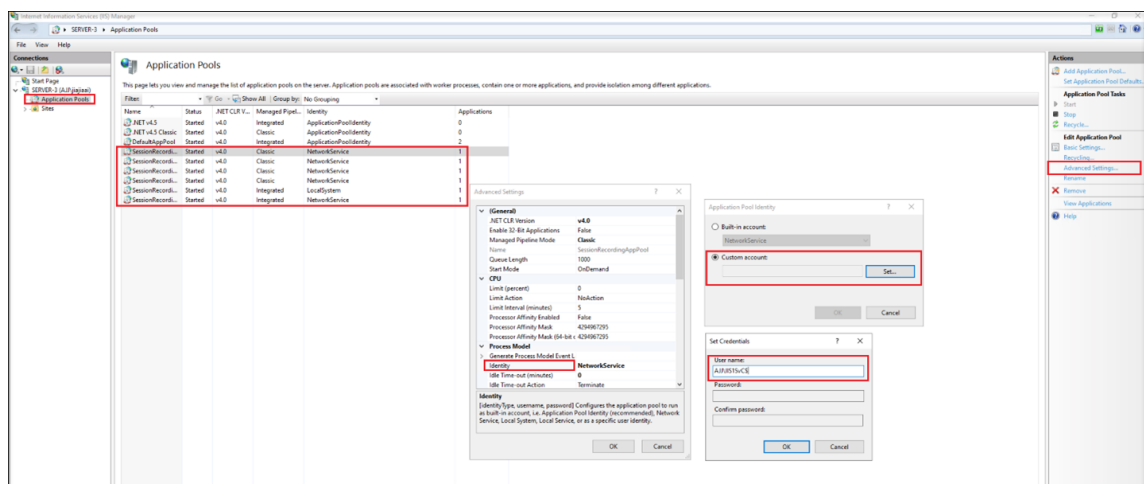 Internet Information Services (IIS) Manager
SERVER-3 Application Pools
File View Help
Connections
Start Page
SERVER-3
Application Pools
Sites
Application Pools
This page lets you view and manage the list of application pools on the server. Application pools are associated with worker processes, contain one or more applications, and provide isolation among different applications.
Filter: Go Show All Group by: No Grouping
Name Status .NET CLR V... Managed Pipel... Identity Applications
.NET v4.5 Started v4.0 Integrated ApplicationPoolIdentity 0
.NET v4.5 Classic Started v4.0 Classic ApplicationPoolIdentity 0
DefaultAppPool Started v4.0 Integrated ApplicationPoolIdentity 2
SessionRecordi... Started v4.0 Classic NetworkService 1
SessionRecordi... Started v4.0 Classic NetworkService 1
SessionRecordi... Started v4.0 Classic NetworkService 1
SessionRecordi... Started v4.0 Classic NetworkService 1
SessionRecordi... Started v4.0 Integrated LocalSystem 1
SessionRecordi... Started v4.0 Integrated NetworkService 1
Advanced Settings
(General)
.NET CLR Version v4.0
Enable 32-Bit Applications False
Managed Pipeline Mode Classic
Name SessionRecordingAppPool
Queue Length 1000
Start Mode OnDemand
CPU
Limit (percent) 0
Limit Action NoAction
Limit Interval (minutes) 5
Processor Affinity Enabled False
Processor Affinity Mask 4294967295
Processor Affinity Mask (64-bit c 4294967295
Process Model
Generate Process Model Event L
Identity NetworkService
Idle Time-out (minutes) 0
Idle Time-out Action Terminate
Identity
[identityType, username, password] Configures the application pool to run
as built-in account, i.e. Application Pool Identity (recommended), Network
Service, Local System, Local Service, or as a specific user identity.
OK Cancel
Application Pool Identity
Built-in account:
NetworkService
Custom account:
Set...
OK Cancel
Set Credentials
User name:
Password:
Confirm password:
OK Cancel
Actions
Add Application Pool...
Set Application Pool Defaults...
Application Pool Tasks
Start
Stop
Recycle...
Edit Application Pool
Basic Settings...
Recycling...
Advanced Settings...
Rename
Remove
View Applications
Help